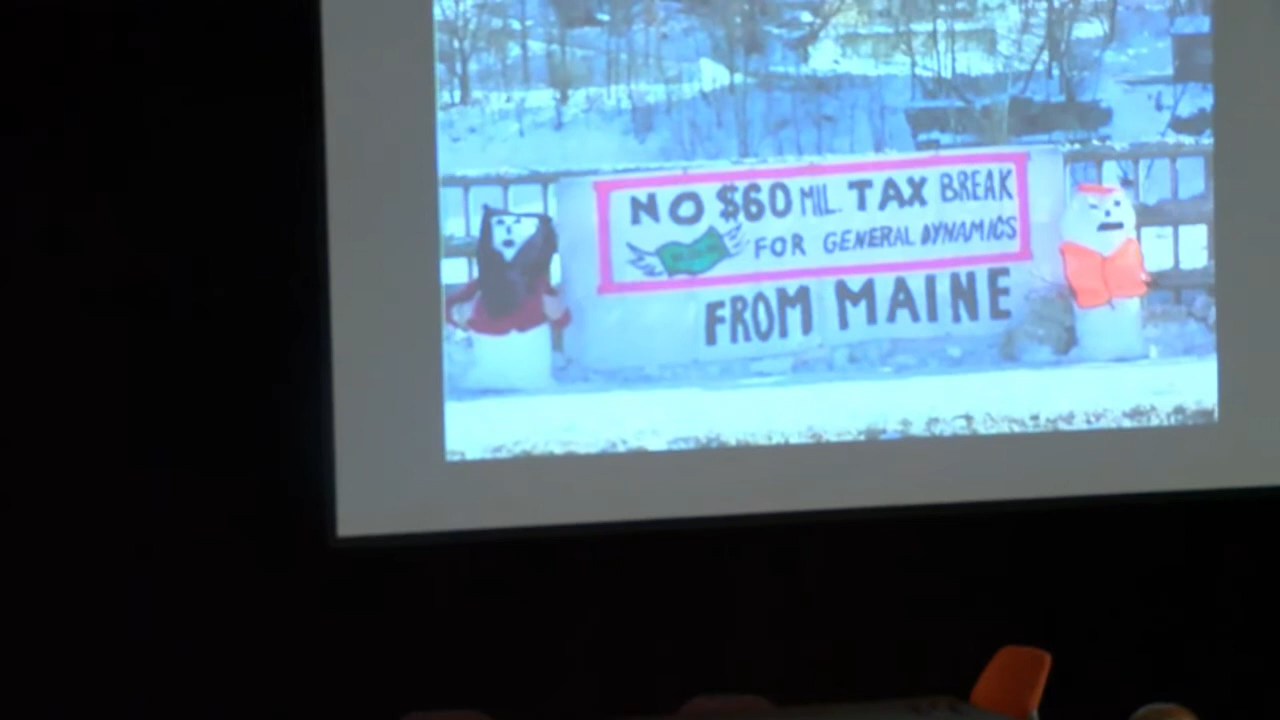 NO $60 MIL. TAX BREAK
FOR GENERAL DYNAMICS
FROM MAINE